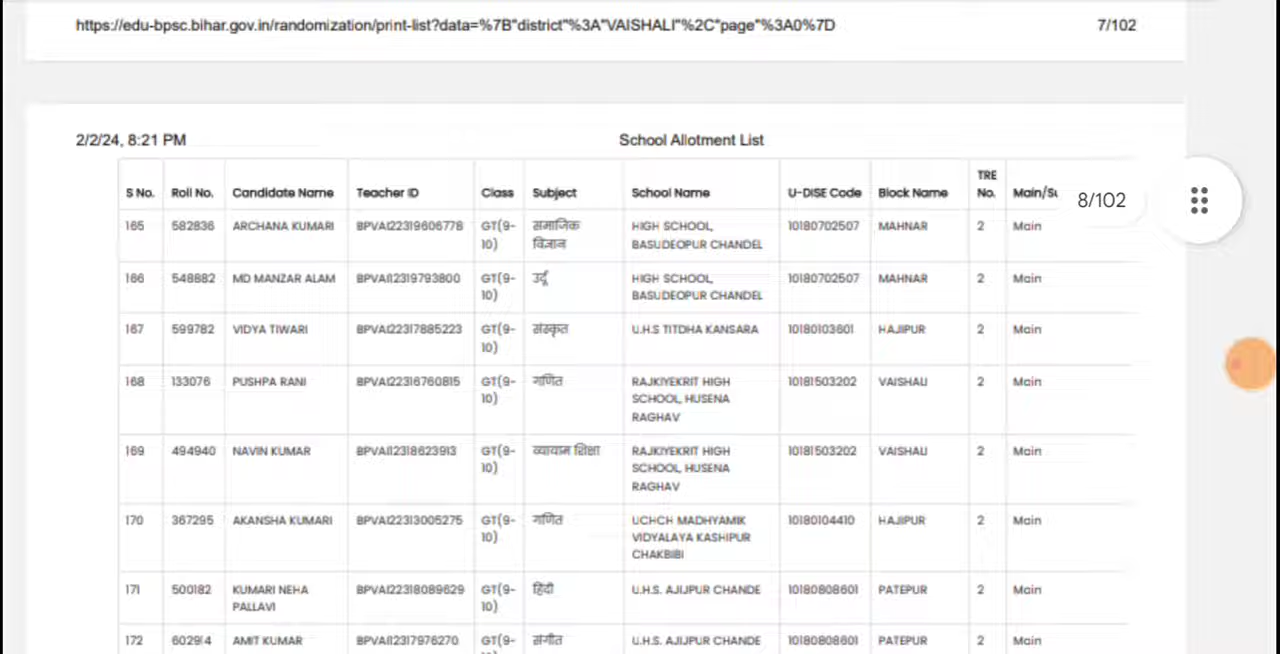 https://edu-bpsc.bihar.gov.in/randomization/print-list?data=%7B"district"%3A"VAISHALI"%2C"page"%3A0%7D 7/102
2/2/24, 8:21 PM School Allotment List
S No. Roll No. Candidate Name Teacher ID Class Subject School Name U-DISE Code Block Name TRE No. Main/Su 8/102
165 582836 ARCHANA KUMARI BPVAI22319606778 GT(9- समाजिक HIGH SCHOOL, 10180702507 MAHNAR 2 Main
10) विज्ञान BASUDEOPUR CHANDEL
166 548882 MD MANZAR ALAM BPVAI12319793800 GT(9- उर्दू HIGH SCHOOL, 10180702507 MAHNAR 2 Main
10) BASUDEOPUR CHANDEL
167 599782 VIDYA TIWARI BPVAI22317885223 GT(9- संस्कृत U.H.S TITDHA KANSARA 10180103601 HAJIPUR 2 Main
10)
168 133076 PUSHPA RANI BPVAI22316760815 GT(9- गणित RAJKIYEKRIT HIGH 10181503202 VAISHALI 2 Main
10) SCHOOL, HUSENA
RAGHAV
169 494940 NAVIN KUMAR BPVAI12318623913 GT(9- व्यायाम शिक्षा RAJKIYEKRIT HIGH 10181503202 VAISHALI 2 Main
10) SCHOOL, HUSENA
RAGHAV
170 367295 AKANSHA KUMARI BPVAI22313005275 GT(9- गणित UCHCH MADHYAMIK 10180104410 HAJIPUR 2 Main
10) VIDYALAYA KASHIPUR
CHAKBIBI
171 500182 KUMARI NEHA BPVAI22318089629 GT(9- हिंदी U.H.S. AJIJPUR CHANDE 10180808601 PATEPUR 2 Main
PALLAVI 10)
172 602914 AMIT KUMAR BPVAI12317976270 GT(9- संगीत U.H.S. AJIJPUR CHANDE 10180808601 PATEPUR 2 Main